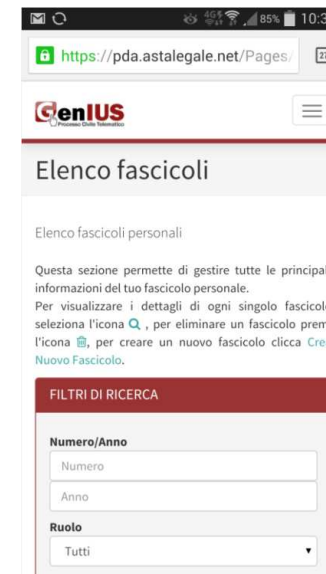 4G 85% 10:3
https://pda.astalegale.net/Pages/
GenIUS
Processo Civile Telematico
Elenco fascicoli
Elenco fascicoli personali
Questa sezione permette di gestire tutte le principal
informazioni del tuo fascicolo personale.
Per visualizzare i dettagli di ogni singolo fascicolo
seleziona l'icona , per eliminare un fascicolo prem
l'icona , per creare un nuovo fascicolo clicca Cre
Nuovo Fascicolo.
FILTRI DI RICERCA
Numero/Anno
Numero
Anno
Ruolo
Tutti